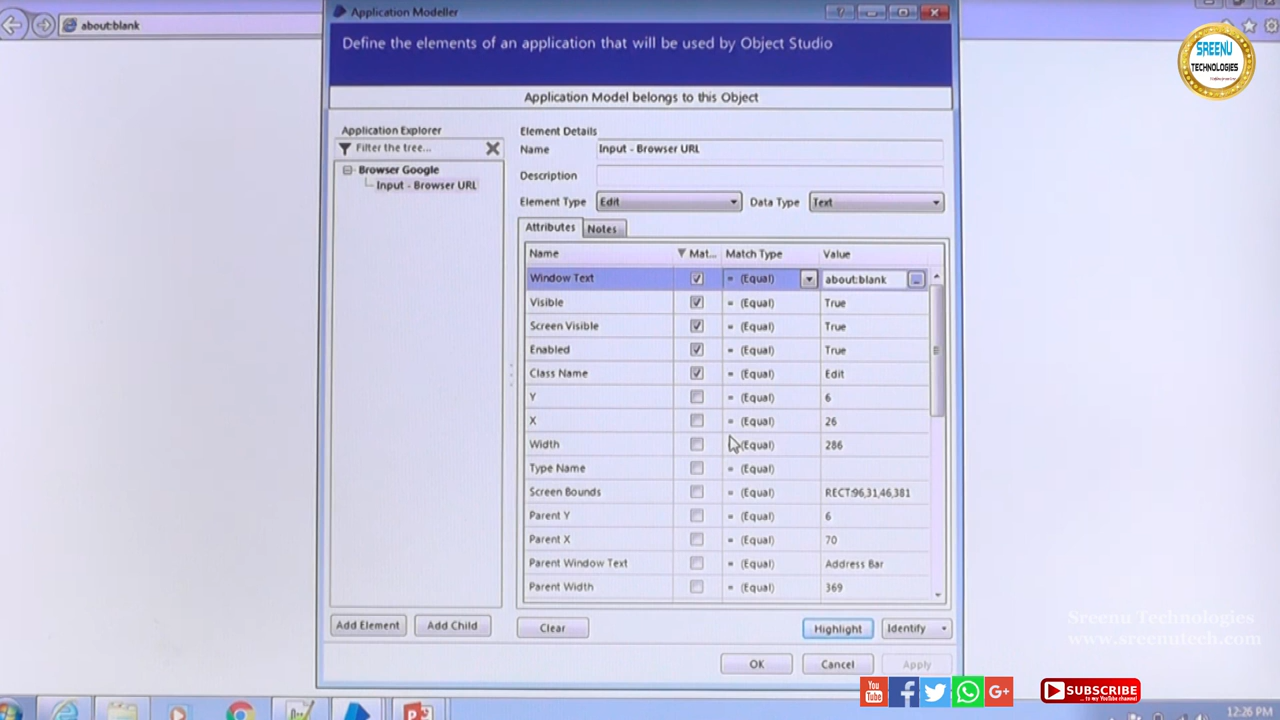 Application Modeller
about:blank
Define the elements of an application that will be used by Object Studio
SREENU
TECHNOLOGIES
Application Model belongs to this Object
Application Explorer
Filter the tree...
Browser Google
Input - Browser URL
Element Details
Name Input - Browser URL
Description
Element Type Edit Data Type Text
Attributes Notes
Name Mat... Match Type Value
Window Text = (Equal) about:blank
Visible = (Equal) True
Screen Visible = (Equal) True
Enabled = (Equal) True
Class Name = (Equal) Edit
Y = (Equal) 6
X = (Equal) 26
Width = (Equal) 286
Type Name = (Equal)
Screen Bounds = (Equal) RECT:96,31,46,381
Parent Y = (Equal) 6
Parent X = (Equal) 70
Parent Window Text = (Equal) Address Bar
Parent Width = (Equal) 369
Add Element Add Child Clear Highlight Identify
OK Cancel Apply
Sreenu Technologies
www.sreenutech.com
You
Tube
G+
SUBSCRIBE
12:26 PM